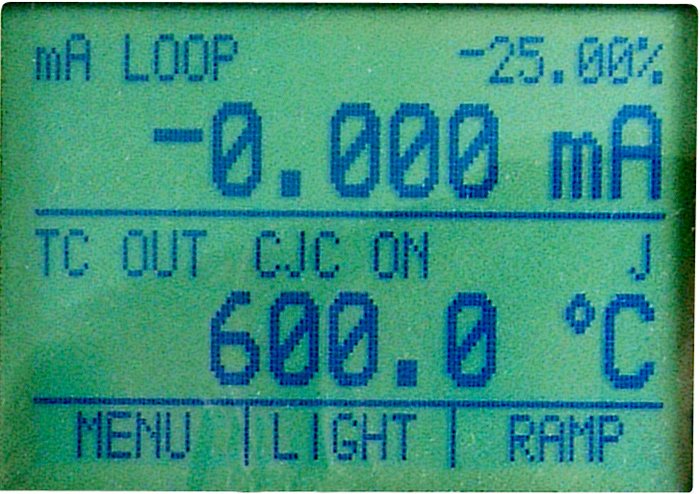 mA LOOP -25.00%
-0.000 mA
TC OUT CJC ON J
600.0 °C
MENU | LIGHT | RAMP